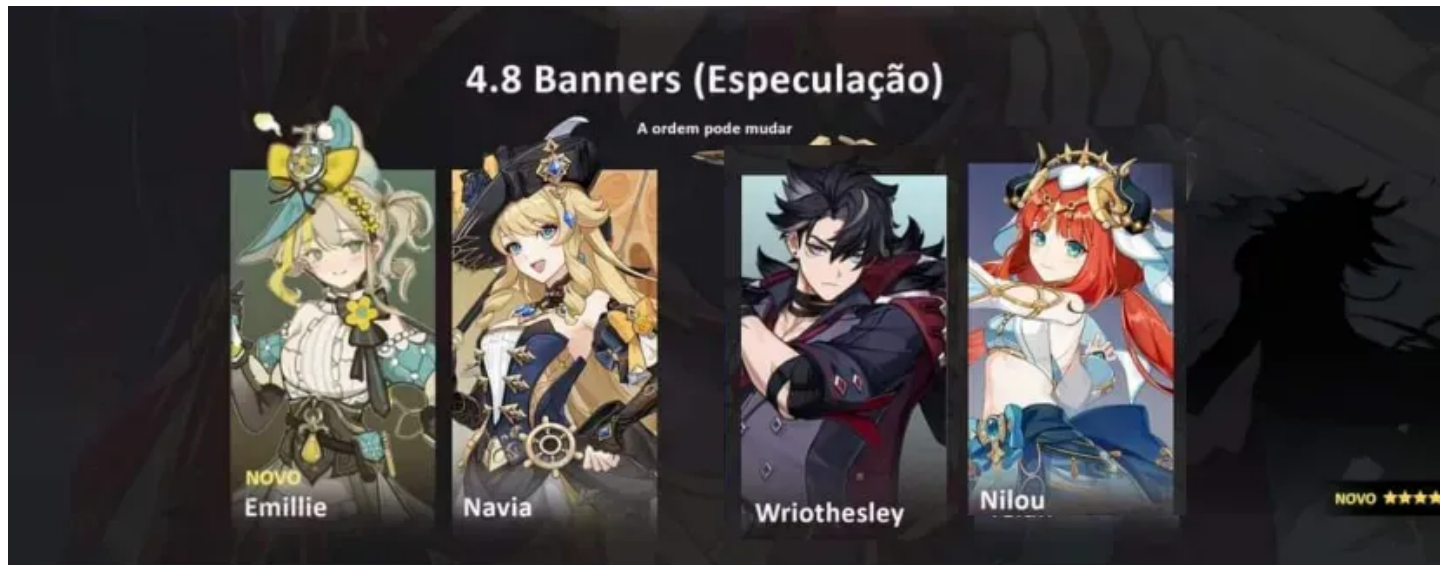 4.8 Banners (Especulação)
A ordem pode mudar
NOVO
Emillie
Navia
Wriothesley
Nilou
NOVO ★★★★